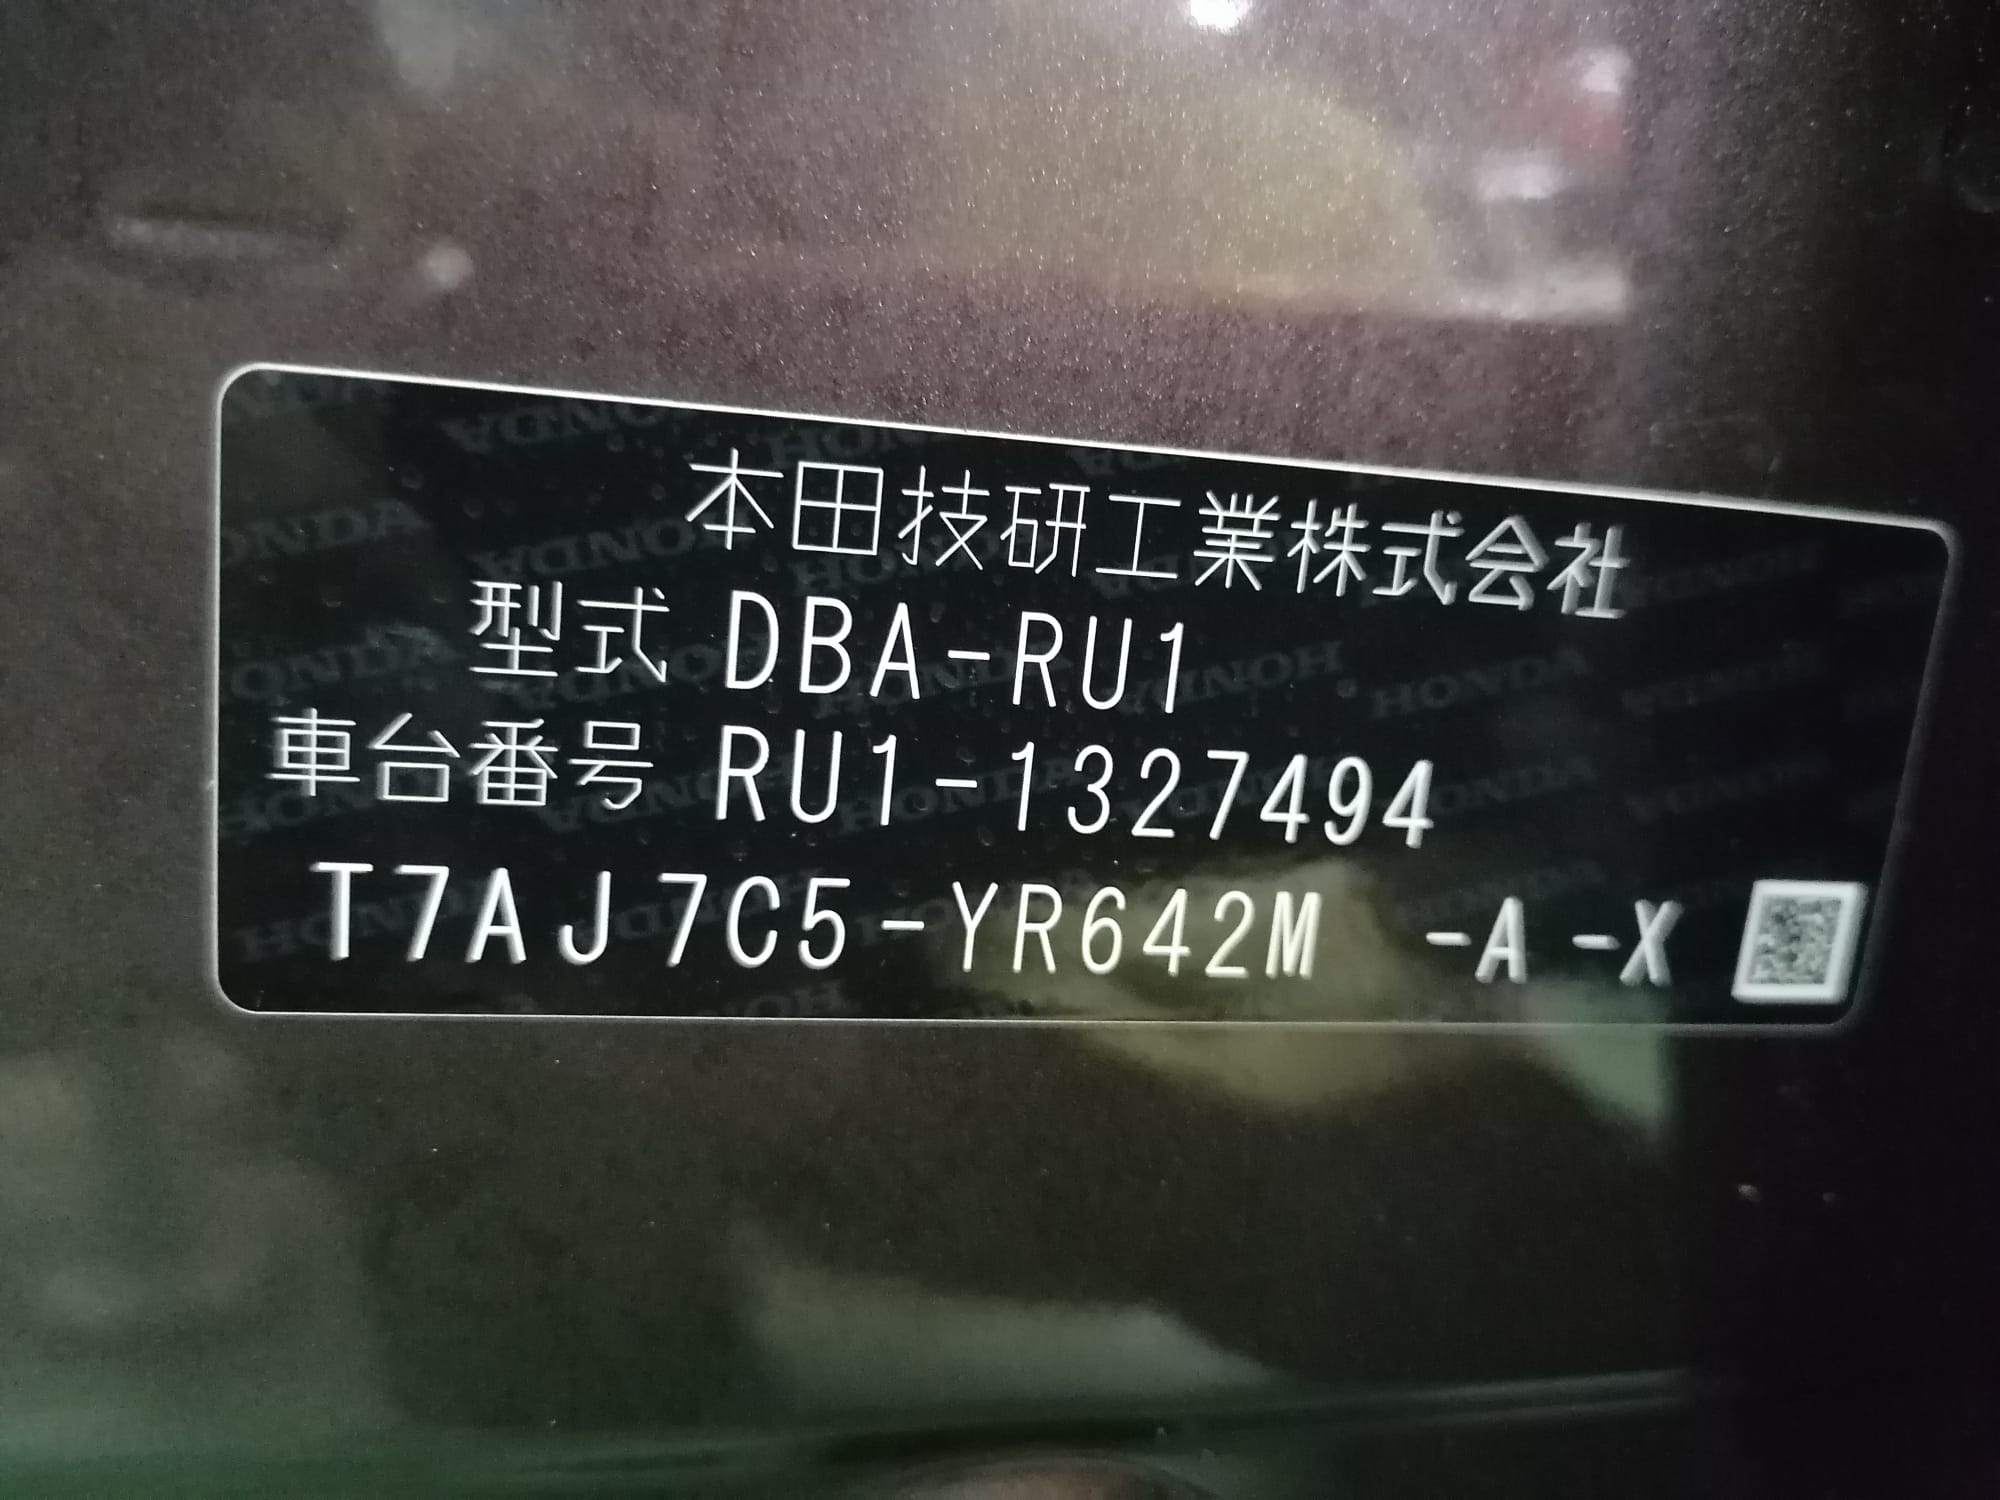 本田技研工業株式会社
型式 DBA-RU1
車台番号 RU1-1327494
T7AJ7C5-YR642M -A -X